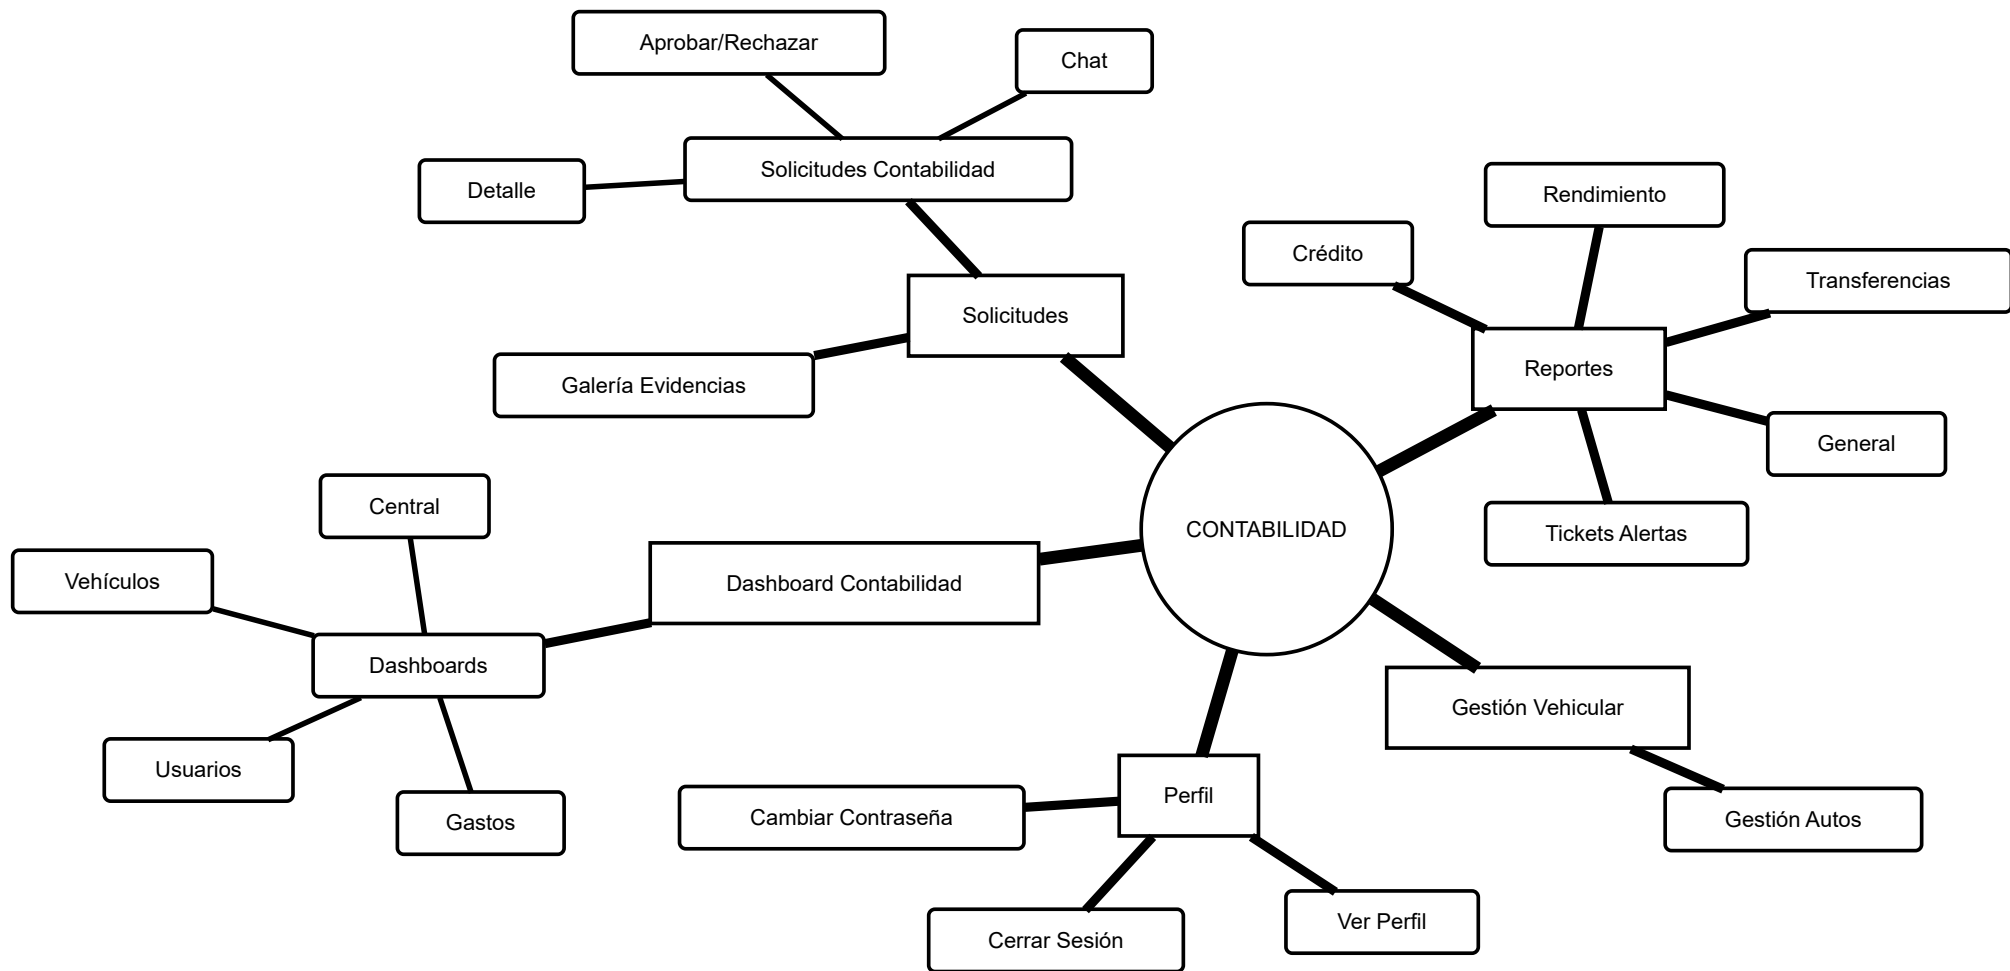 Aprobar/Rechazar
Chat
Solicitudes Contabilidad
Detalle
Rendimiento
Crédito
Transferencias
Solicitudes
Reportes
Galería Evidencias
General
Central
CONTABILIDAD
Tickets Alertas
Vehículos
Dashboard Contabilidad
Dashboards
Gestión Vehicular
Usuarios
Perfil
Cambiar Contraseña
Gastos
Gestión Autos
Ver Perfil
Cerrar Sesión